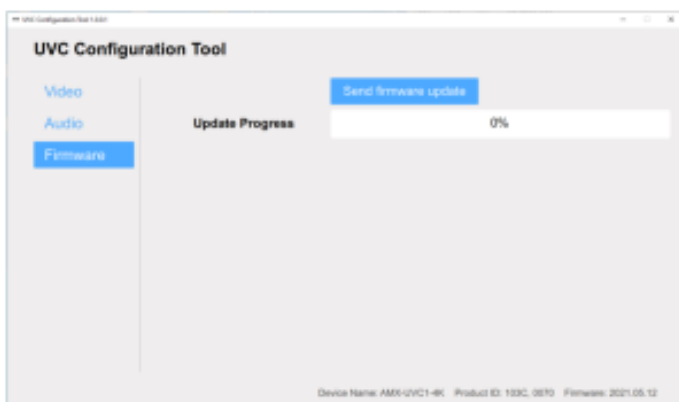 UVC Configuration Tool
Video
Send firmware update
Audio
Update Progress
0%
Firmware
Device Name: AMX-UVC1-4K Product ID: 103C, 0070 Firmware: 2021.05.12